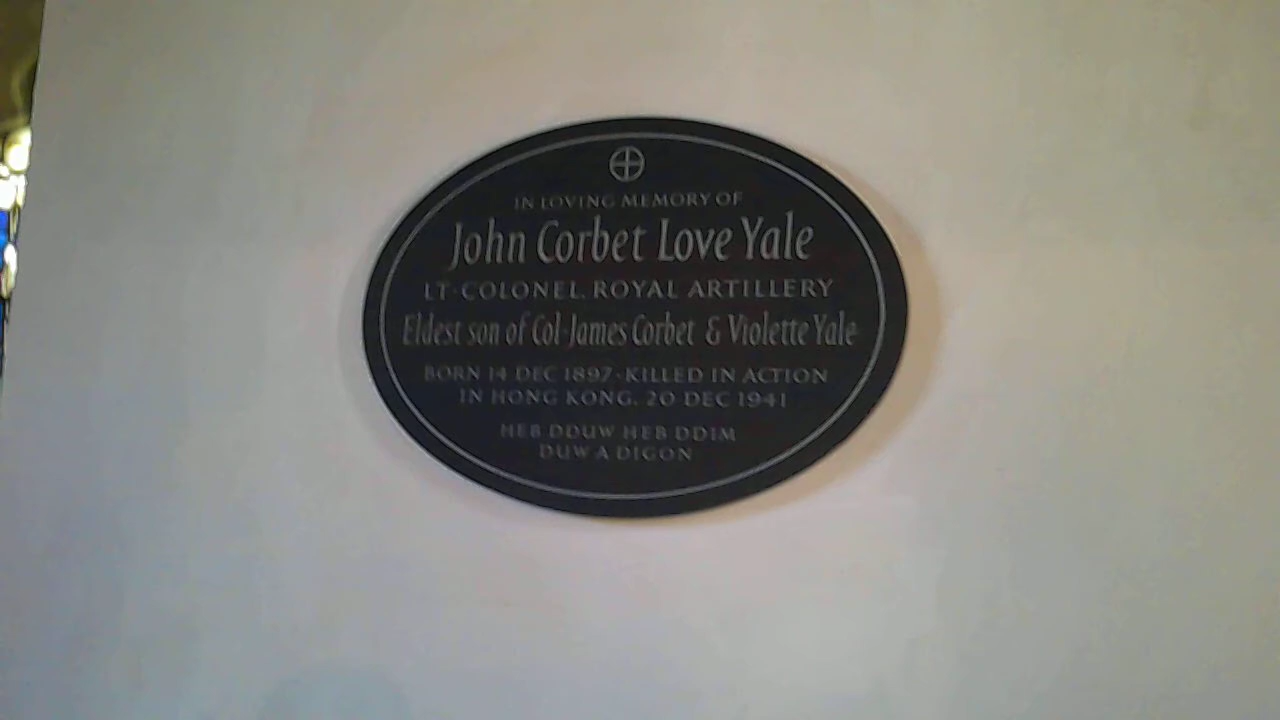 IN LOVING MEMORY OF
John Corbet Love Yale
LT·COLONEL. ROYAL ARTILLERY
Eldest son of Col·James Corbet & Violette Yale
BORN 14 DEC 1897·KILLED IN ACTION
IN HONG KONG. 20 DEC 1941
HEB DDUW HEB DDIM
DUW A DIGON